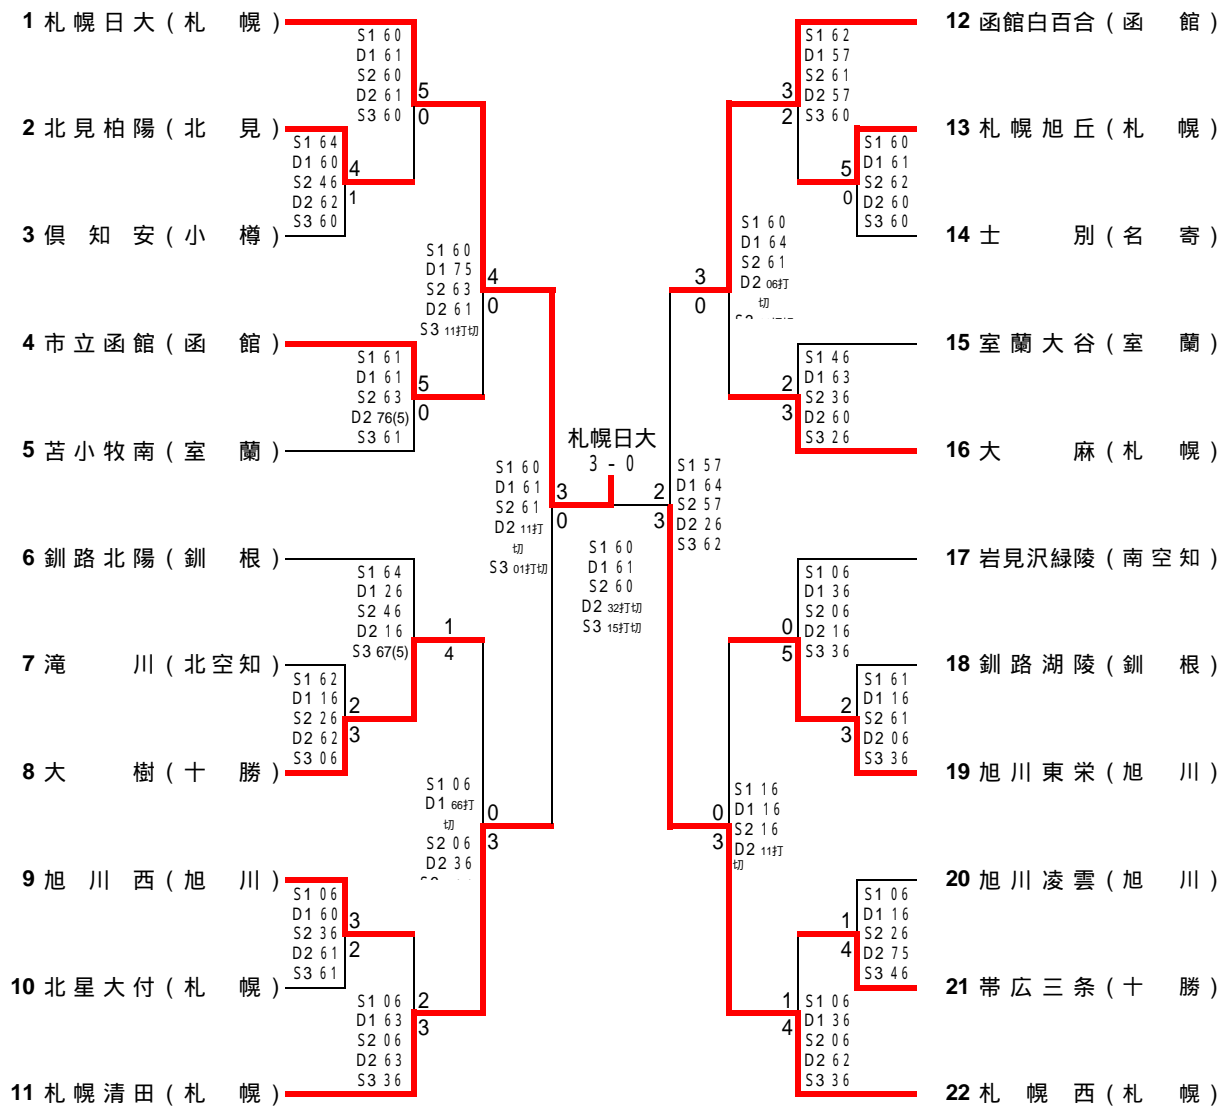 1 札幌日大 (札 幌)
S1 60
D1 61
S2 60
D2 61
S3 60
5
0
2 北見柏陽 (北 見)
S1 64
D1 60
S2 46
D2 62
S3 60
4
1
3 倶知安 (小 樽)
S1 60
D1 75
S2 63
D2 61
S3 11打切
4
0
4 市立函館 (函 館)
S1 61
D1 61
S2 63
D2 76(5)
S3 61
5
0
5 苫小牧南 (室 蘭)
S1 60
D1 61
S2 61
D2 11打
切
S3 01打切
3
0
6 釧路北陽 (釧 根)
S1 64
D1 26
S2 46
D2 16
S3 67(5)
1
4
7 滝 川 (北空知)
S1 62
D1 16
S2 26
D2 62
S3 06
2
3
8 大 樹 (十 勝)
S1 06
D1 66打
切
S2 06
D2 36
0
3
9 旭川西 (旭 川)
S1 06
D1 60
S2 36
D2 61
S3 61
3
2
10 北星大付 (札 幌)
S1 06
D1 63
S2 06
D2 63
S3 36
2
3
11 札幌清田 (札 幌)
札幌日大
3 - 0
S1 60
D1 61
S2 60
D2 32打切
S3 15打切
12 函館白百合 (函 館)
S1 62
D1 57
S2 61
D2 57
S3 60
3
2
13 札幌旭丘 (札 幌)
S1 60
D1 61
S2 62
D2 60
S3 60
5
0
14 士 別 (名 寄)
S1 60
D1 64
S2 61
D2 06打
切
3
0
15 室蘭大谷 (室 蘭)
S1 46
D1 63
S2 36
D2 60
S3 26
2
3
16 大 麻 (札 幌)
S1 57
D1 64
S2 57
D2 26
S3 62
2
3
17 岩見沢緑陵 (南空知)
S1 06
D1 36
S2 06
D2 16
S3 36
0
5
18 釧路湖陵 (釧 根)
S1 61
D1 16
S2 61
D2 06
S3 36
2
3
19 旭川東栄 (旭 川)
S1 16
D1 16
S2 16
D2 11打
切
0
3
20 旭川凌雲 (旭 川)
S1 06
D1 16
S2 26
D2 75
S3 46
1
4
21 帯広三条 (十 勝)
S1 06
D1 36
S2 06
D2 62
S3 36
1
4
22 札幌西 (札 幌)